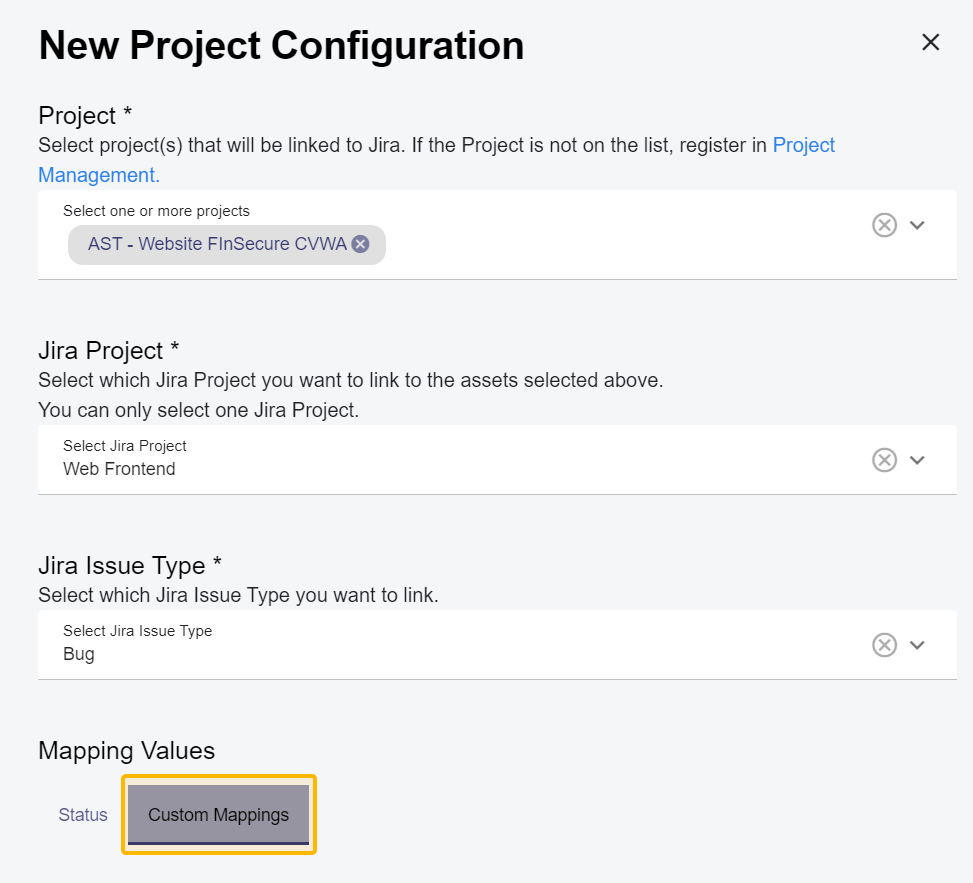 New Project Configuration
Project *
Select project(s) that will be linked to Jira. If the Project is not on the list, register in Project
Management.
Select one or more projects
AST - Website FInSecure CVWA
Jira Project *
Select which Jira Project you want to link to the assets selected above.
You can only select one Jira Project.
Select Jira Project
Web Frontend
Jira Issue Type *
Select which Jira Issue Type you want to link.
Select Jira Issue Type
Bug
Mapping Values
Status Custom Mappings